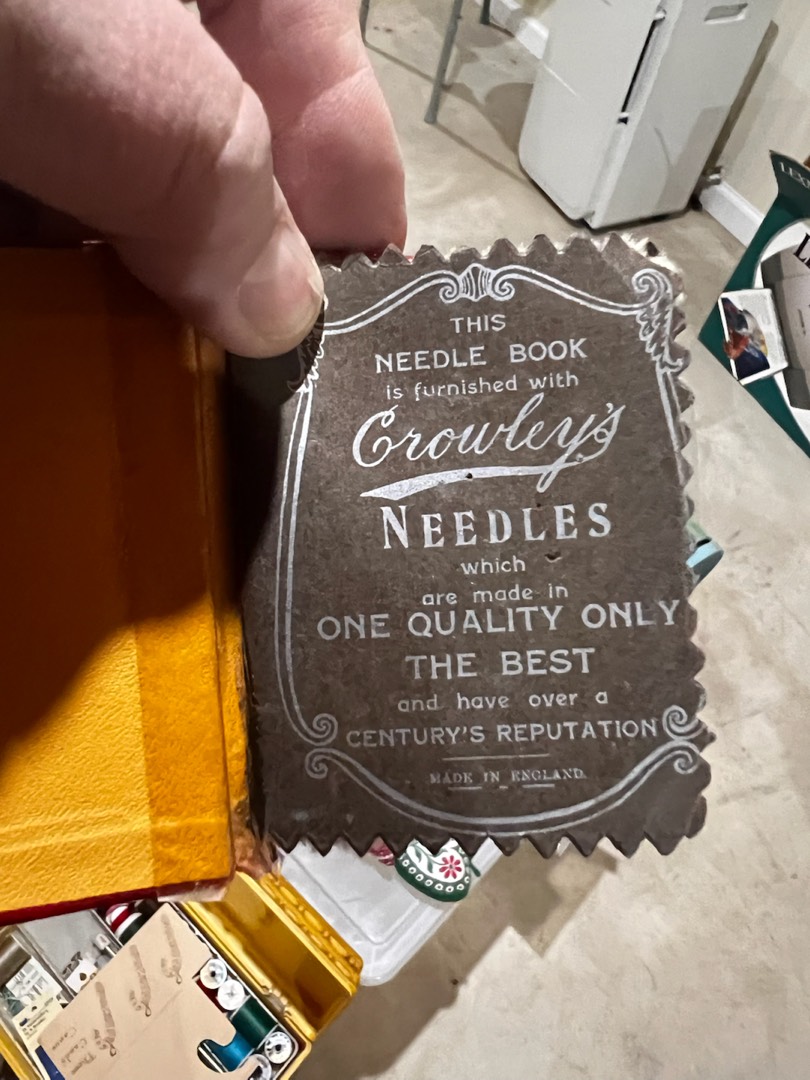 THIS
NEEDLE BOOK
is furnished with
Crowley's
NEEDLES
which
are made in
ONE QUALITY ONLY
THE BEST
and have over a
CENTURY'S REPUTATION
MADE IN ENGLAND.